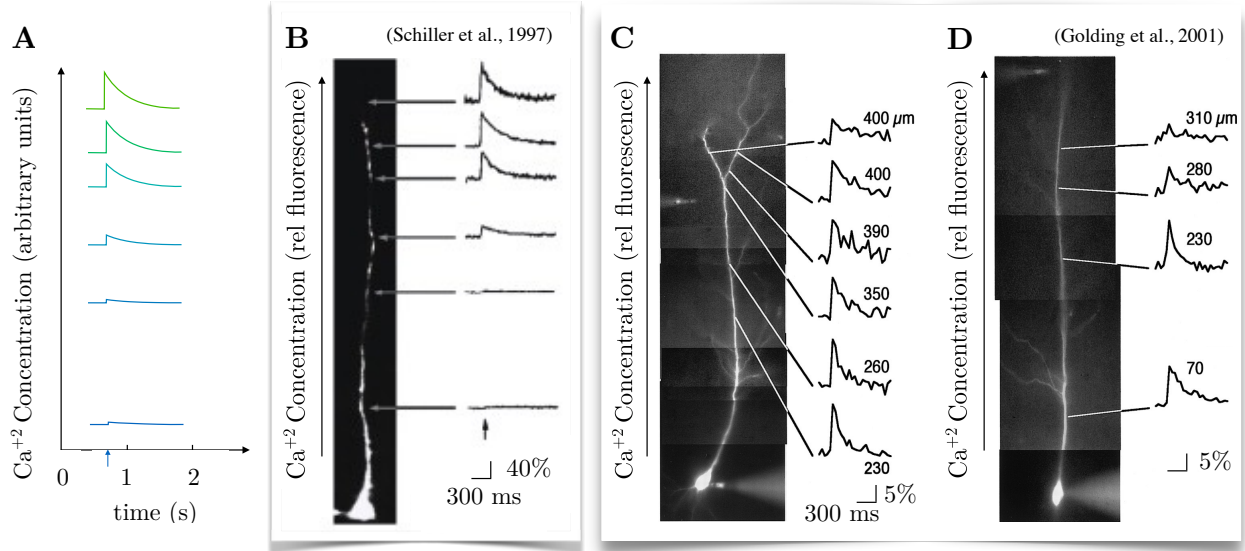 A
Ca+2 Concentration (arbitrary units)
0
1
2
time (s)
B
(Schiller et al., 1997)
Ca+2 Concentration (rel fluorescence)
40%
300 ms
C
Ca+2 Concentration (rel fluorescence)
400 µm
400
390
350
260
230
5%
300 ms
D
(Golding et al., 2001)
Ca+2 Concentration (rel fluorescence)
310 µm
280
230
70
5%